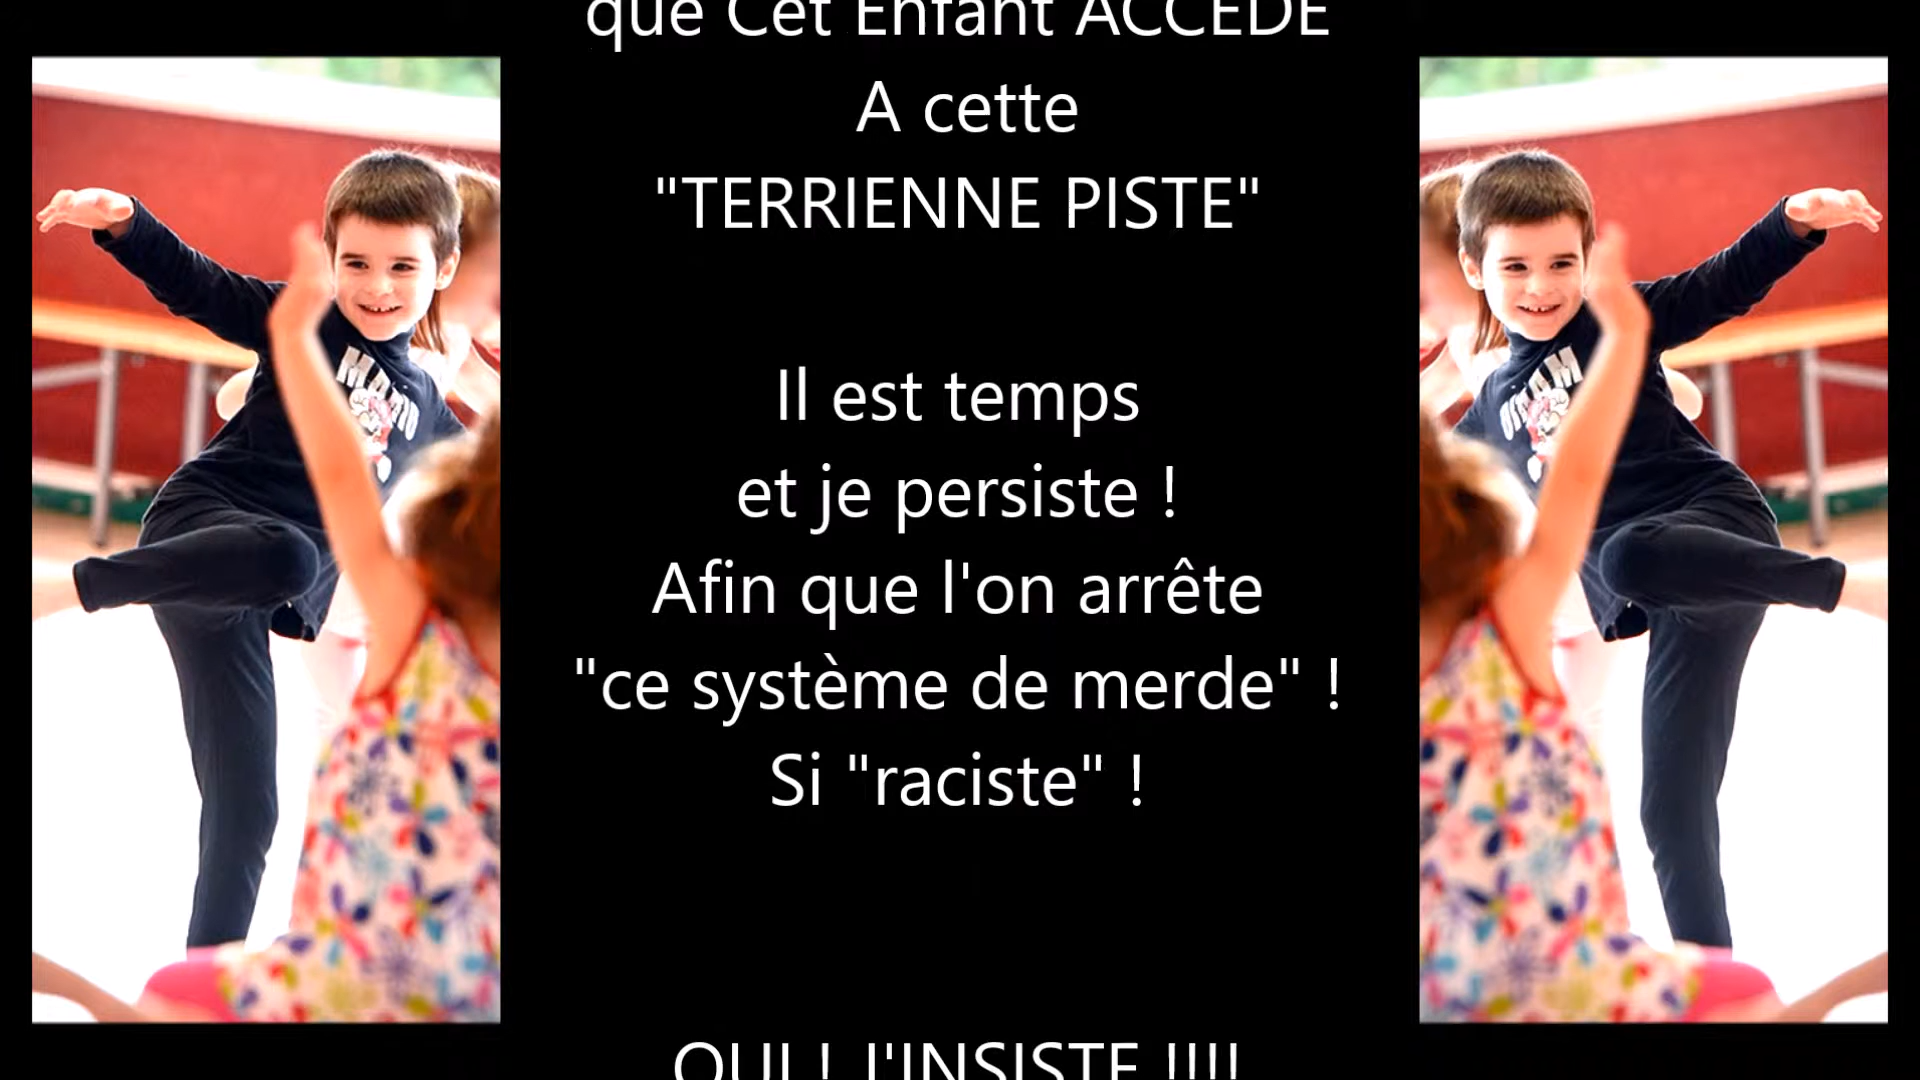 que Cet Enfant ACCEDE
A cette
"TERRIENNE PISTE"
Il est temps
et je persiste !
Afin que l'on arrête
"ce système de merde" !
Si "raciste" !
OUI ! J'INSISTE !!!!
MARIO